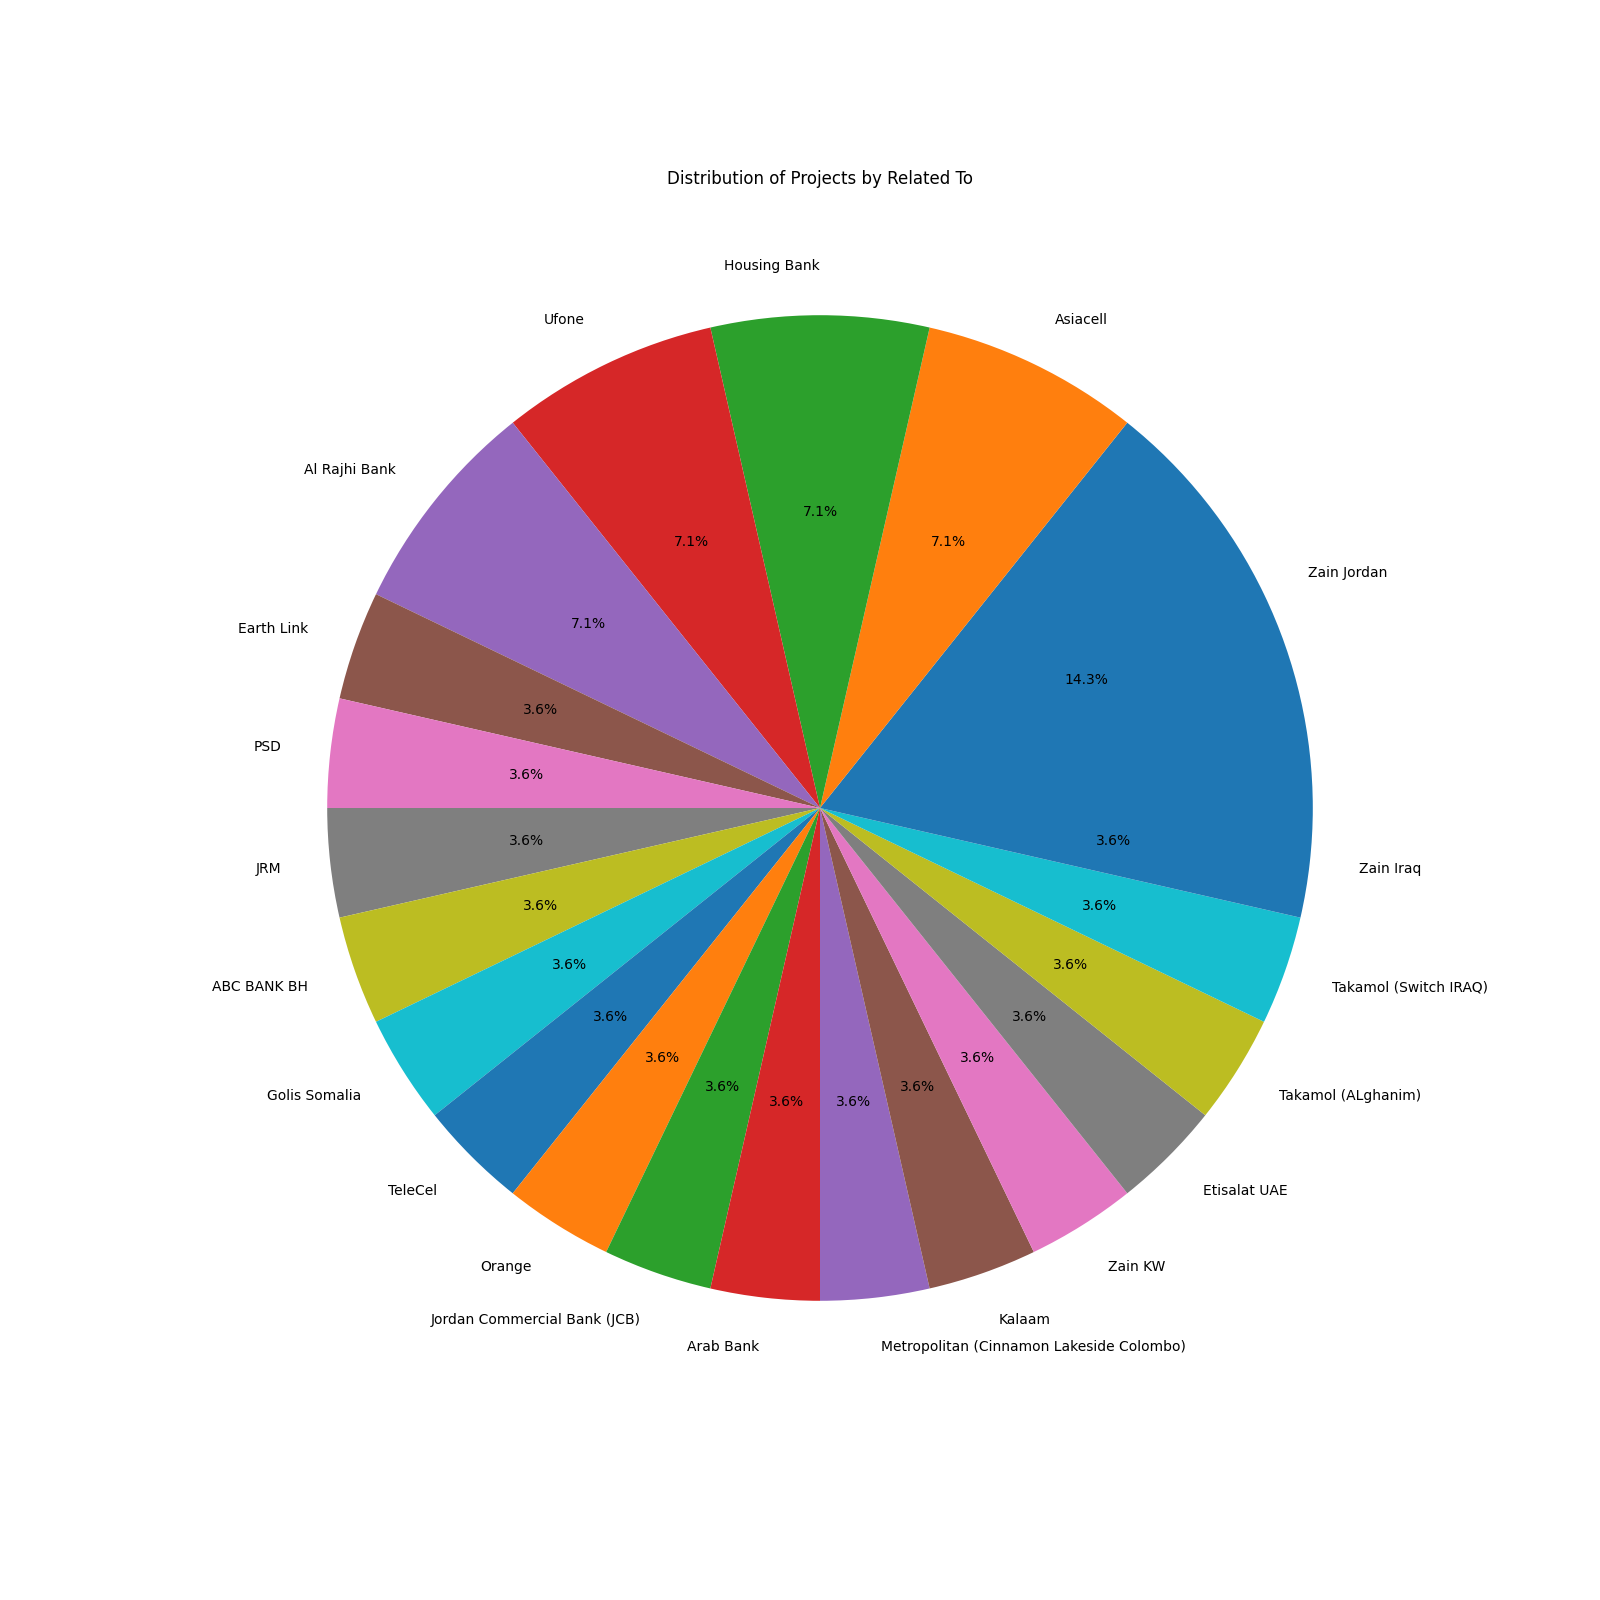 Distribution of Projects by Related To
Housing Bank
Ufone
Asiacell
Al Rajhi Bank
7.1%
7.1%
7.1%
Zain Jordan
Earth Link
7.1%
14.3%
3.6%
PSD
3.6%
JRM
3.6%
3.6%
Zain Iraq
3.6%
3.6%
ABC BANK BH
3.6%
3.6%
Takamol (Switch IRAQ)
3.6%
3.6%
Golis Somalia
3.6%
3.6%
Takamol (ALghanim)
3.6%
3.6%
3.6%
3.6%
TeleCel
Etisalat UAE
Orange
Zain KW
Jordan Commercial Bank (JCB)
Kalaam
Arab Bank
Metropolitan (Cinnamon Lakeside Colombo)